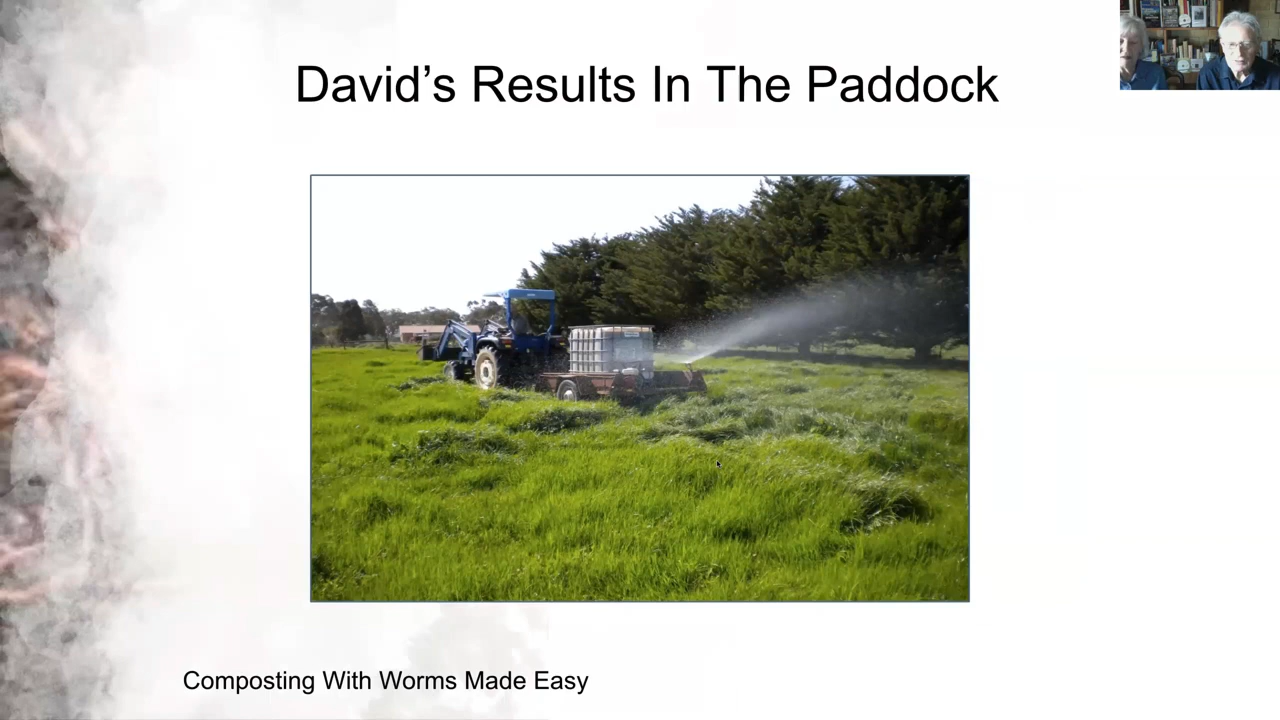 David’s Results In The Paddock
Composting With Worms Made Easy